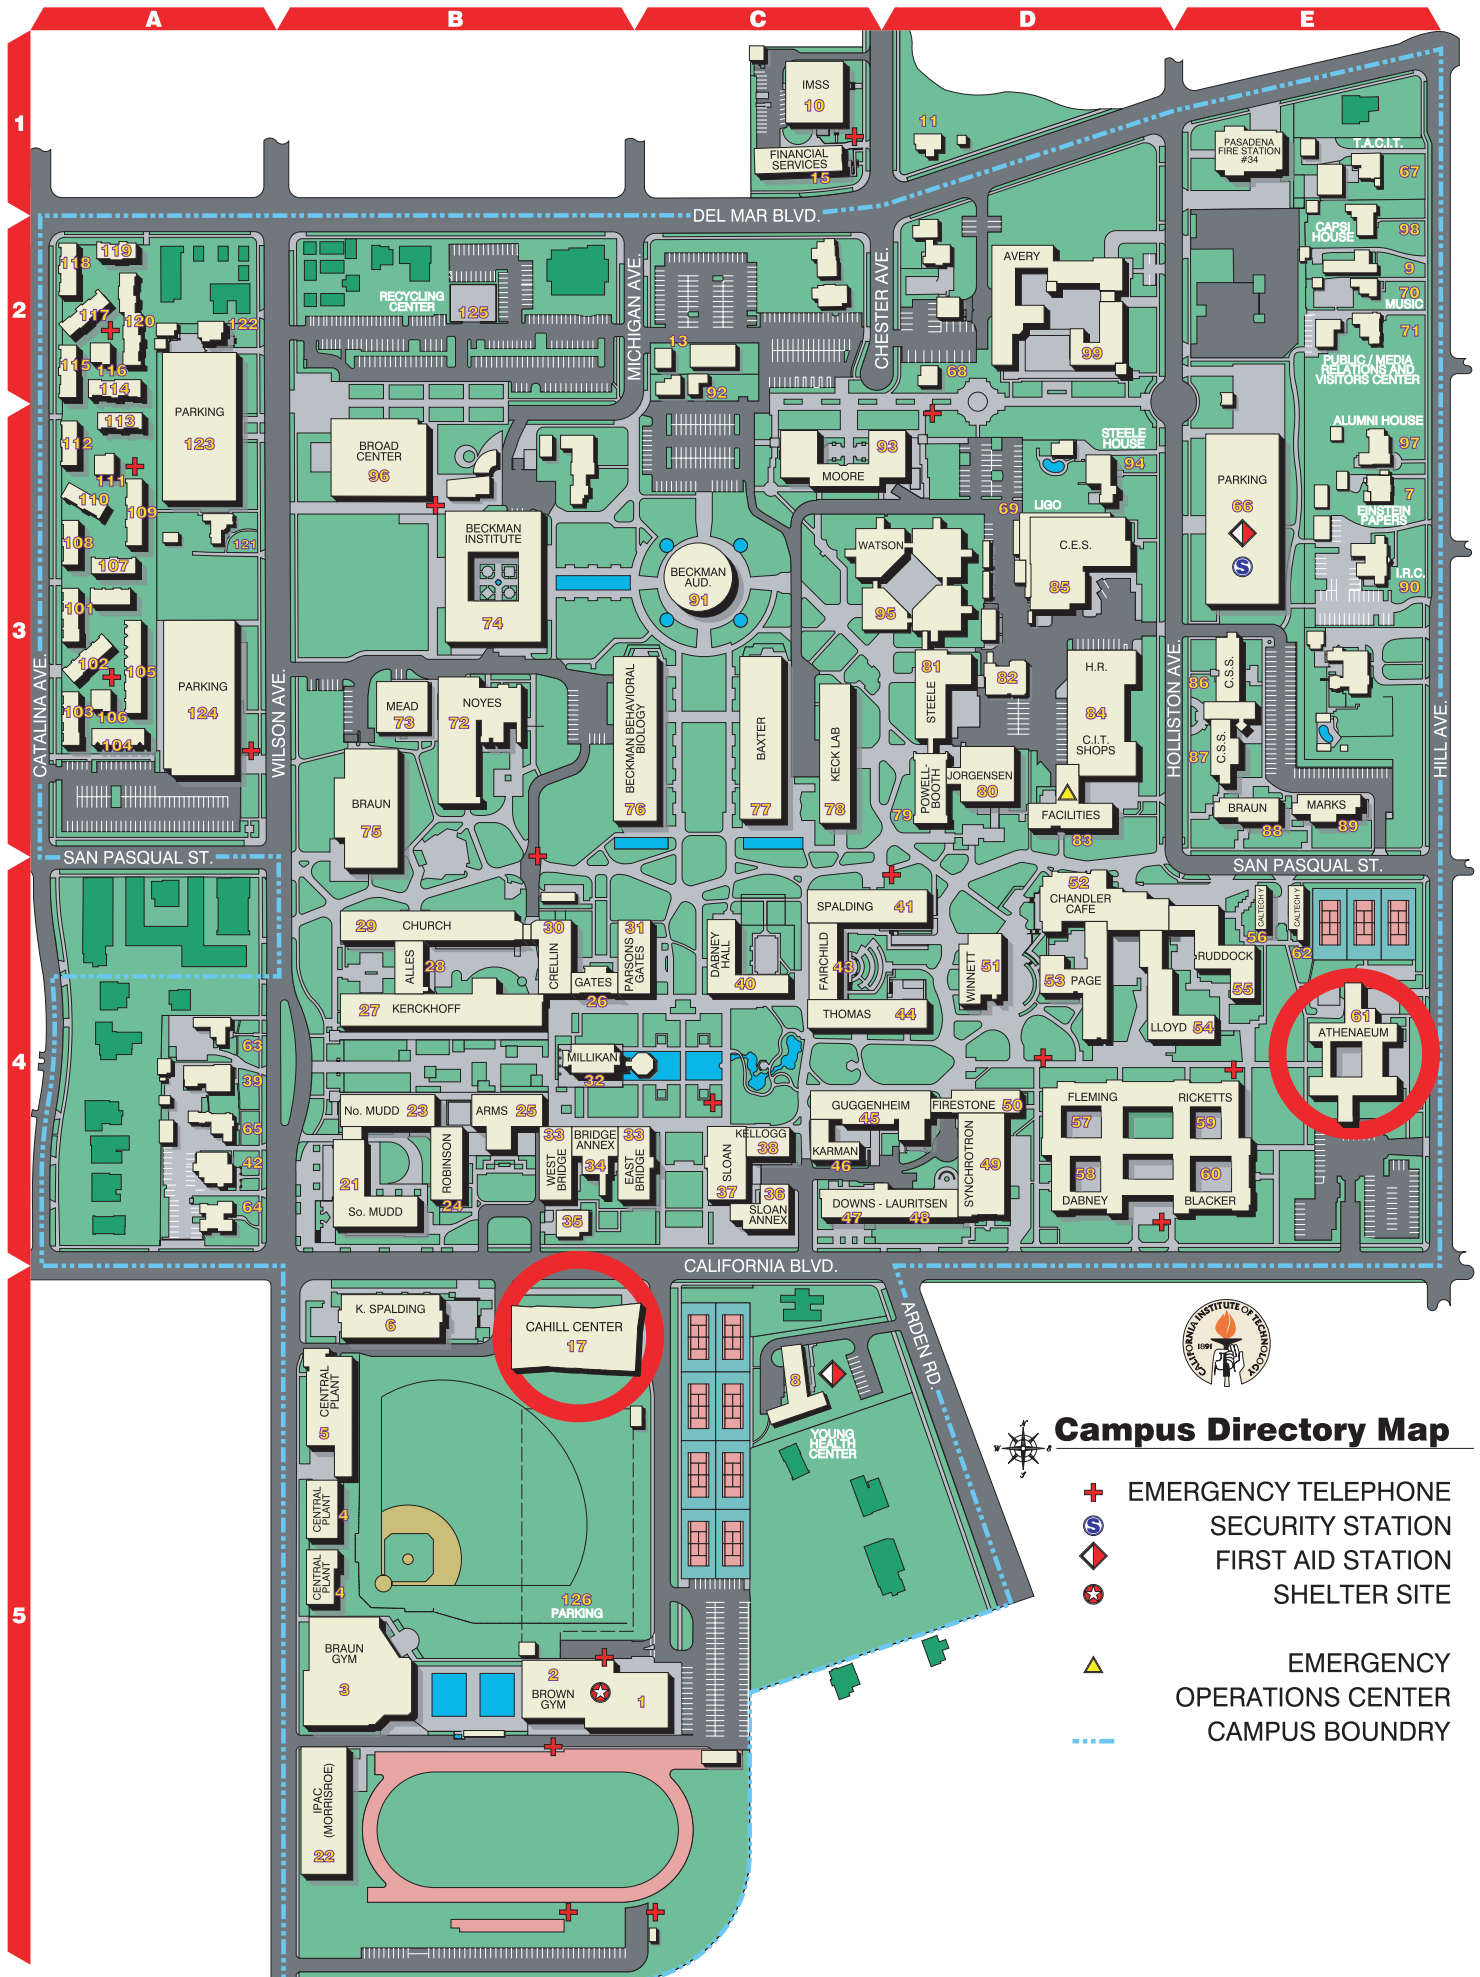 A
B
C
D
E
1
IMSS
10
11
FINANCIAL
SERVICES
15
PASADENA
FIRE STATION
#34
T.A.C.I.T.
67
DEL MAR BLVD.
CAPSI
HOUSE
98
9
70
MUSIC
71
PUBLIC / MEDIA
RELATIONS AND
VISITORS CENTER
2
119
118
117
120
122
115
116
114
RECYCLING
CENTER
125
MICHIGAN AVE.
CHESTER AVE.
AVERY
99
13
92
68
PARKING
123
113
112
111
110
109
108
107
121
BROAD
CENTER
96
MOORE
93
STEELE
HOUSE
94
ALUMNI HOUSE
97
7
EINSTEIN
PAPERS
PARKING
66
S
I.R.C.
90
LIGO
69
BECKMAN
INSTITUTE
74
BECKMAN
AUD.
91
WATSON
95
C.E.S.
85
3
101
102
105
103
106
104
PARKING
124
CATALINA AVE.
WILSON AVE.
MEAD
73
NOYES
72
BRAUN
75
BECKMAN BEHAVIORAL
BIOLOGY
76
BAXTER
77
KECK LAB
78
81
STEELE
82
H.R.
84
C.I.T.
SHOPS
POWELL-
BOOTH
79
JORGENSEN
80
FACILITIES
83
HOLLISTON AVE.
HILL AVE.
86
C.S.S.
87
C.S.S.
BRAUN
88
MARKS
89
SAN PASQUAL ST.
SAN PASQUAL ST.
4
29
CHURCH
ALLES
28
27
KERCKHOFF
30
CRELLIN
GATES
26
31
PARSONS
GATES
DABNEY
HALL
40
SPALDING
41
FAIRCHILD
43
THOMAS
44
WINNETT
51
52
CHANDLER
CAFE
53
PAGE
RUDDOCK
55
LLOYD
54
CALTECH Y
56
CALTECH Y
62
61
ATHENAEUM
63
39
65
42
64
MILLIKAN
32
No. MUDD
23
ARMS
25
21
So. MUDD
ROBINSON
24
33
WEST
BRIDGE
BRIDGE
ANNEX
34
33
EAST
BRIDGE
35
SLOAN
37
KELLOGG
38
36
SLOAN
ANNEX
GUGGENHEIM
45
KARMAN
46
FIRESTONE
50
SYNCHROTRON
49
DOWNS - LAURITSEN
47
48
FLEMING
57
RICKETTS
59
58
DABNEY
60
BLACKER
CALIFORNIA BLVD.
5
K. SPALDING
6
CAHILL CENTER
17
CENTRAL
PLANT
5
CENTRAL
PLANT
4
CENTRAL
PLANT
4
8
YOUNG
HEALTH
CENTER
ARDEN RD.
126
PARKING
BRAUN
GYM
3
2
BROWN
GYM
1
IPAC
(MORRISROE)
22
CALIFORNIA INSTITUTE OF TECHNOLOGY
1891
N
W
E
S
Campus Directory Map
EMERGENCY TELEPHONE
S
SECURITY STATION
FIRST AID STATION
SHELTER SITE
EMERGENCY
OPERATIONS CENTER
CAMPUS BOUNDRY